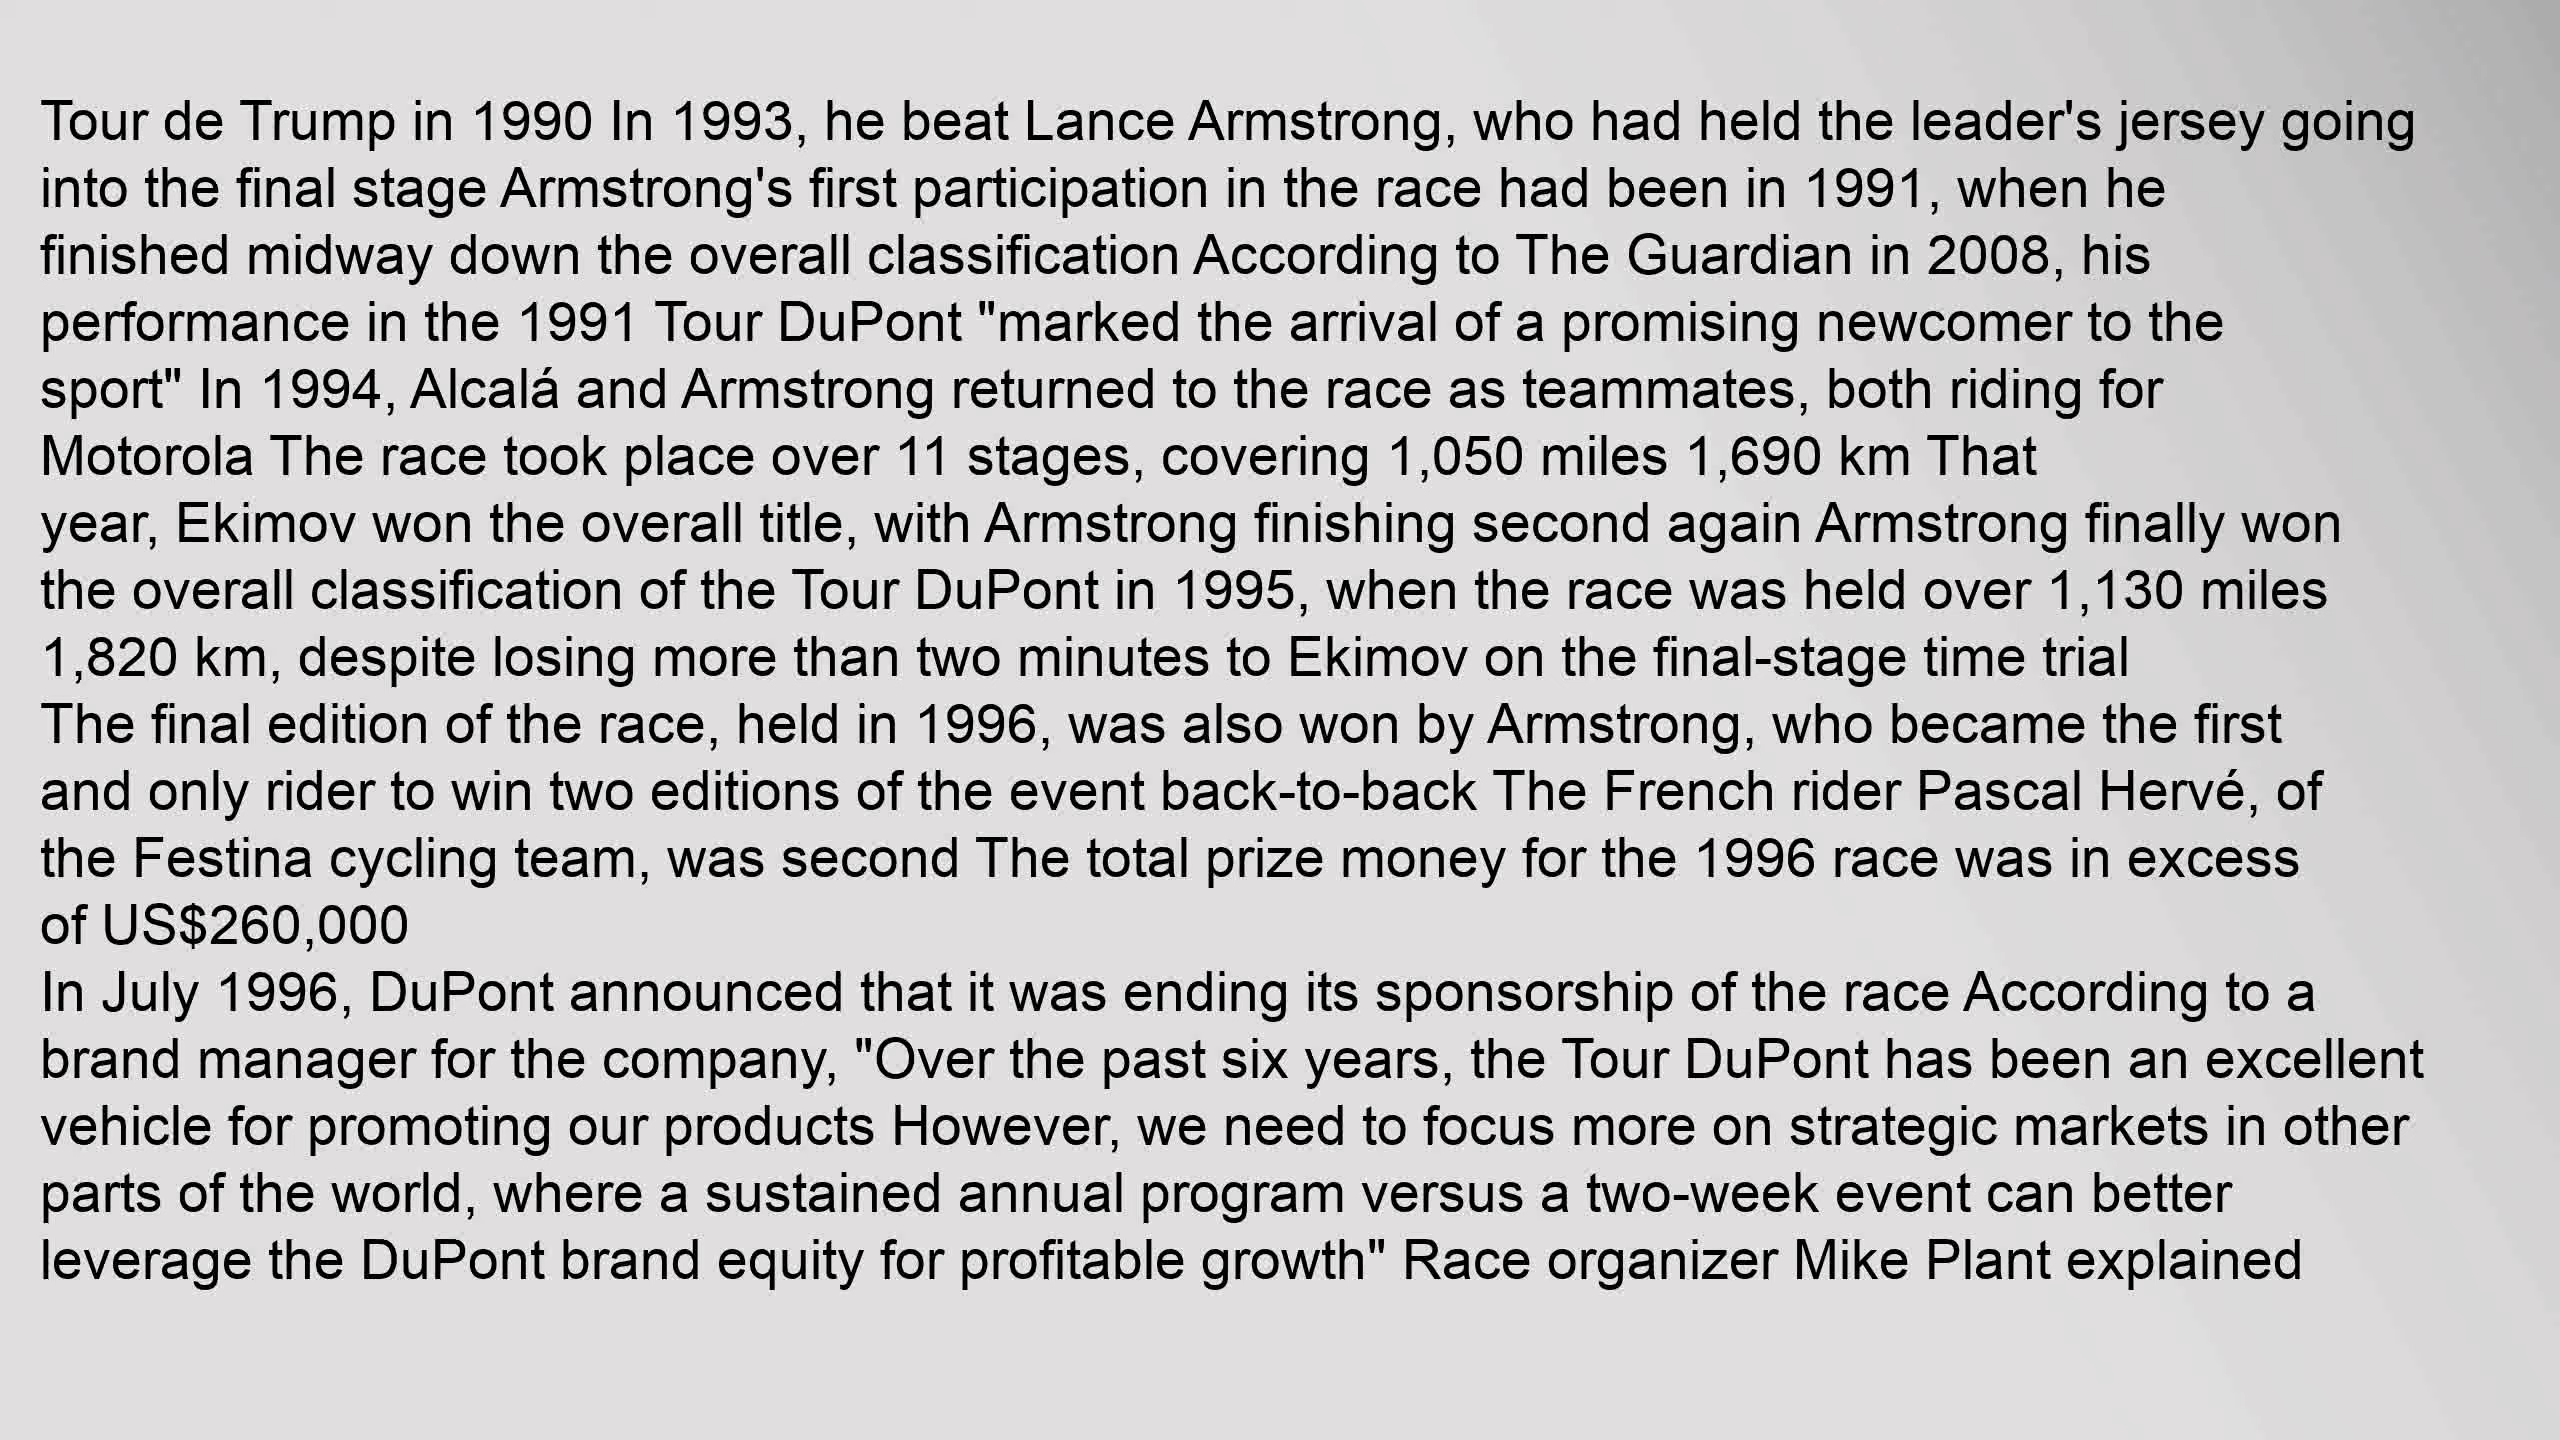 Tour de Trump in 1990 In 1993, he beat Lance Armstrong, who had held the leader's jersey going
into the final stage Armstrong's first participation in the race had been in 1991, when he
finished midway down the overall classification According to The Guardian in 2008, his
performance in the 1991 Tour DuPont "marked the arrival of a promising newcomer to the
sport" In 1994, Alcalá and Armstrong returned to the race as teammates, both riding for
Motorola The race took place over 11 stages, covering 1,050 miles 1,690 km That
year, Ekimov won the overall title, with Armstrong finishing second again Armstrong finally won
the overall classification of the Tour DuPont in 1995, when the race was held over 1,130 miles
1,820 km, despite losing more than two minutes to Ekimov on the final-stage time trial
The final edition of the race, held in 1996, was also won by Armstrong, who became the first
and only rider to win two editions of the event back-to-back The French rider Pascal Hervé, of
the Festina cycling team, was second The total prize money for the 1996 race was in excess
of US$260,000
In July 1996, DuPont announced that it was ending its sponsorship of the race According to a
brand manager for the company, "Over the past six years, the Tour DuPont has been an excellent
vehicle for promoting our products However, we need to focus more on strategic markets in other
parts of the world, where a sustained annual program versus a two-week event can better
leverage the DuPont brand equity for profitable growth" Race organizer Mike Plant explained